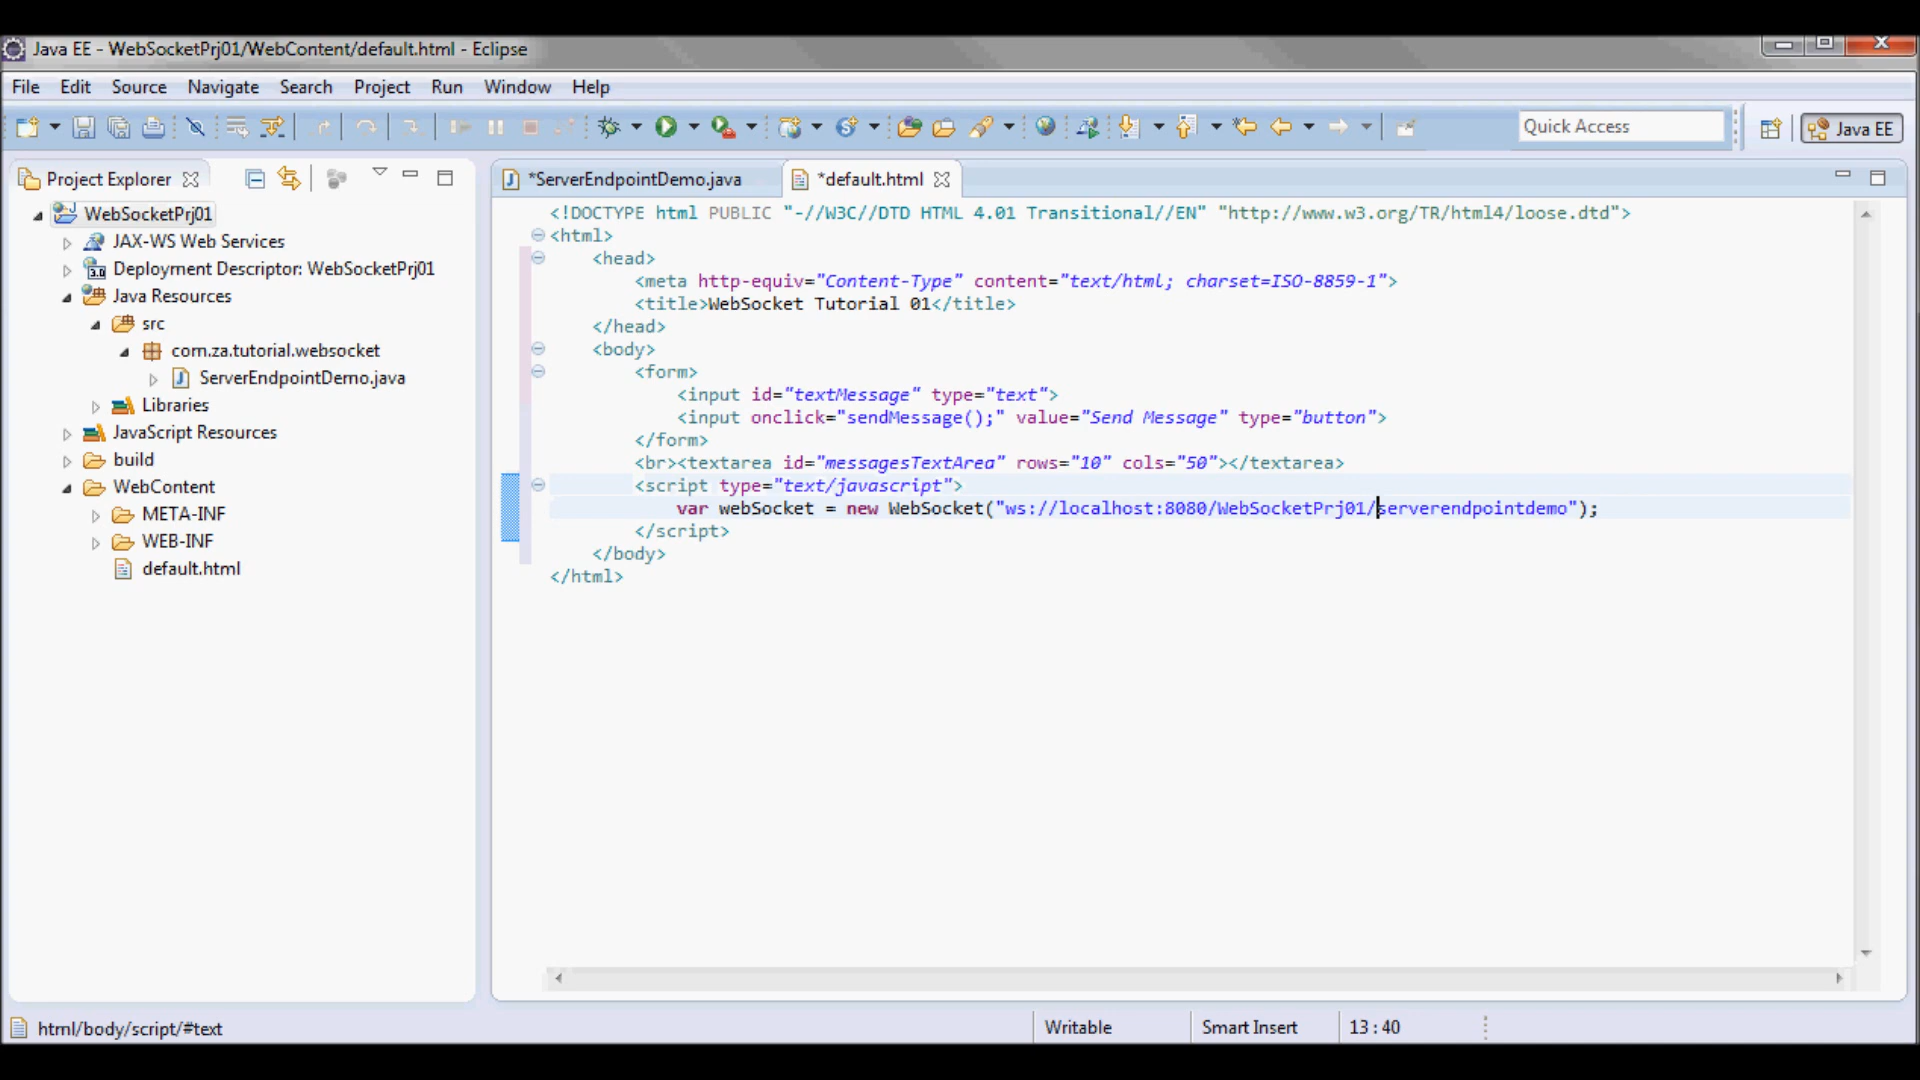 Java EE - WebSocketPrj01/WebContent/default.html - Eclipse
File Edit Source Navigate Search Project Run Window Help
Quick Access
Java EE
Project Explorer
WebSocketPrj01
JAX-WS Web Services
Deployment Descriptor: WebSocketPrj01
3.0
Java Resources
src
com.za.tutorial.websocket
ServerEndpointDemo.java
Libraries
JavaScript Resources
build
WebContent
META-INF
WEB-INF
default.html
*ServerEndpointDemo.java
*default.html
<!DOCTYPE html PUBLIC "-//W3C//DTD HTML 4.01 Transitional//EN" "http://www.w3.org/TR/html4/loose.dtd">
<html>
<head>
<meta http-equiv="Content-Type" content="text/html; charset=ISO-8859-1">
<title>WebSocket Tutorial 01</title>
</head>
<body>
<form>
<input id="textMessage" type="text">
<input onclick="sendMessage();" value="Send Message" type="button">
</form>
<br><textarea id="messagesTextArea" rows="10" cols="50"></textarea>
<script type="text/javascript">
var webSocket = new WebSocket("ws://localhost:8080/WebSocketPrj01/serverendpointdemo");
</script>
</body>
</html>
html/body/script/#text
Writable
Smart Insert
13 : 40